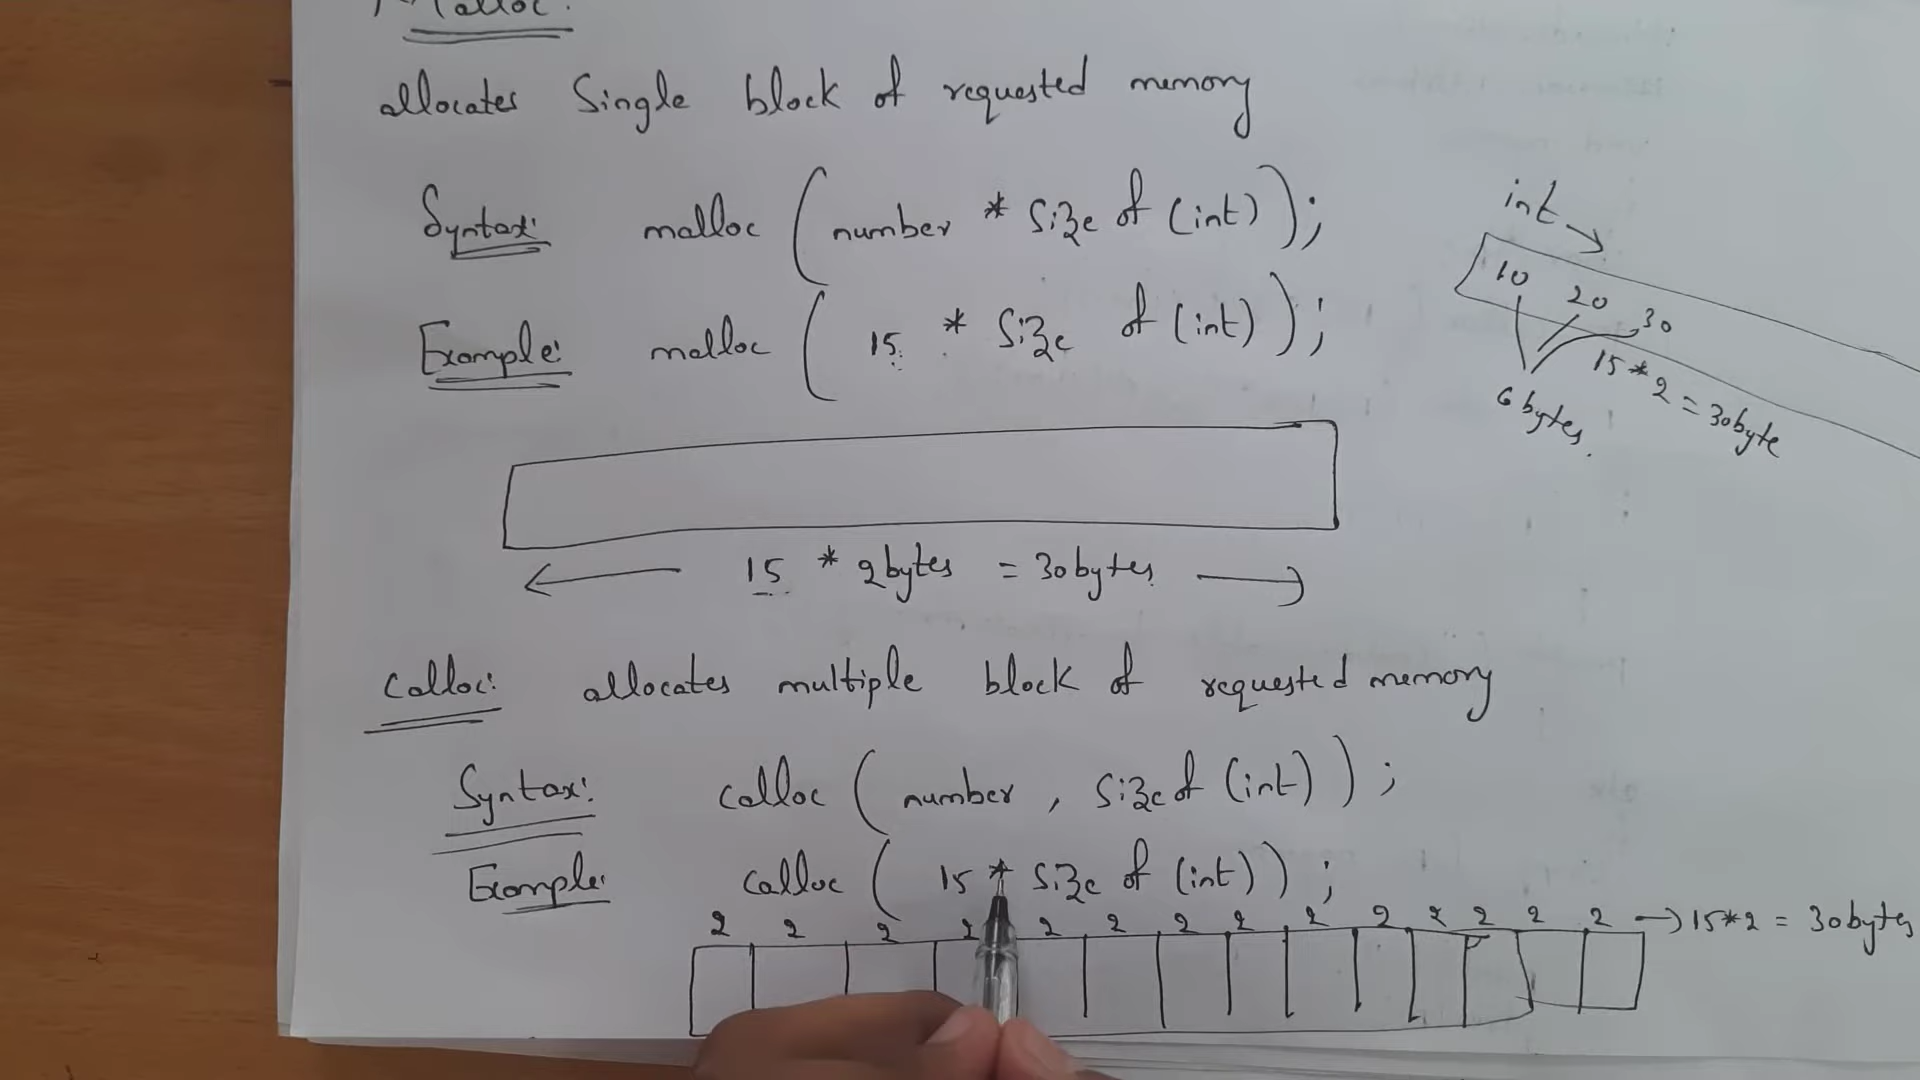 Malloc:
allocates Single block of requested memory
Syntax: malloc ( number * Size of (int) );
Example: malloc ( 15 * Size of (int) );
int →
10 20 30
6 bytes.
15 * 2 = 30byte
15 * 2bytes = 30bytes
Calloc: allocates multiple block of requested memory
Syntax: calloc ( number , Size of (int) ) ;
Example: calloc ( 15 * Size of (int) ) ;
2 2 2 2 2 2 2 2 2 2 2 2 2 2 → 15*2 = 30bytes